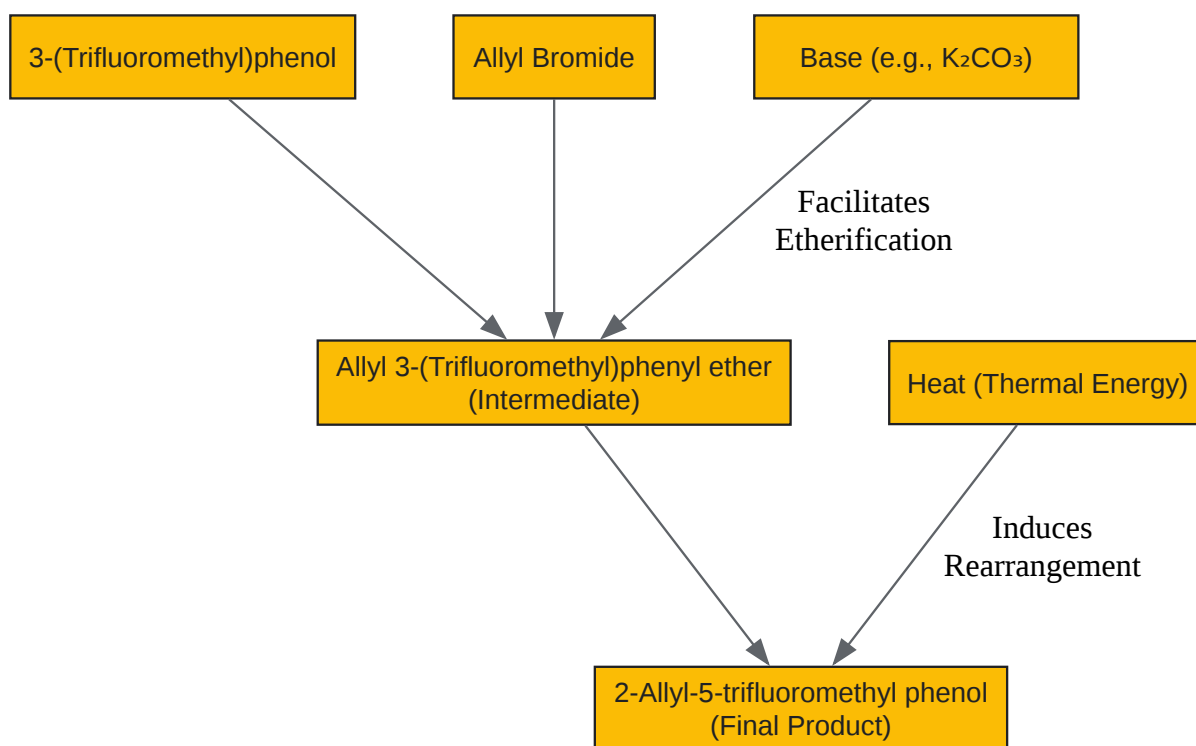 3-(Trifluoromethyl)phenol
Allyl Bromide
Base (e.g., K₂CO₃)
Facilitates
Etherification
Allyl 3-(Trifluoromethyl)phenyl ether
(Intermediate)
Heat (Thermal Energy)
Induces
Rearrangement
2-Allyl-5-trifluoromethyl phenol
(Final Product)